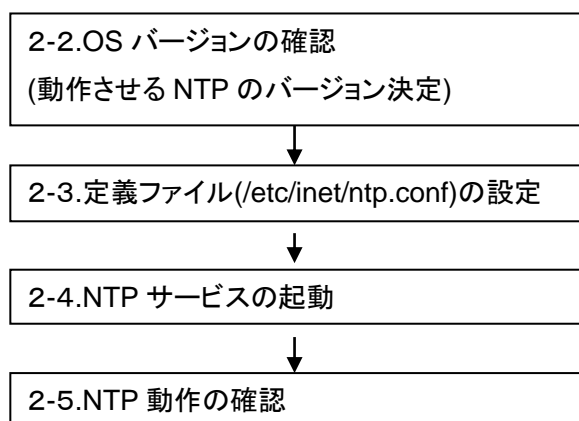 2-2.OS バージョンの確認
(動作させる NTP のバージョン決定)
2-3.定義ファイル(/etc/inet/ntp.conf)の設定
2-4.NTP サービスの起動
2-5.NTP 動作の確認